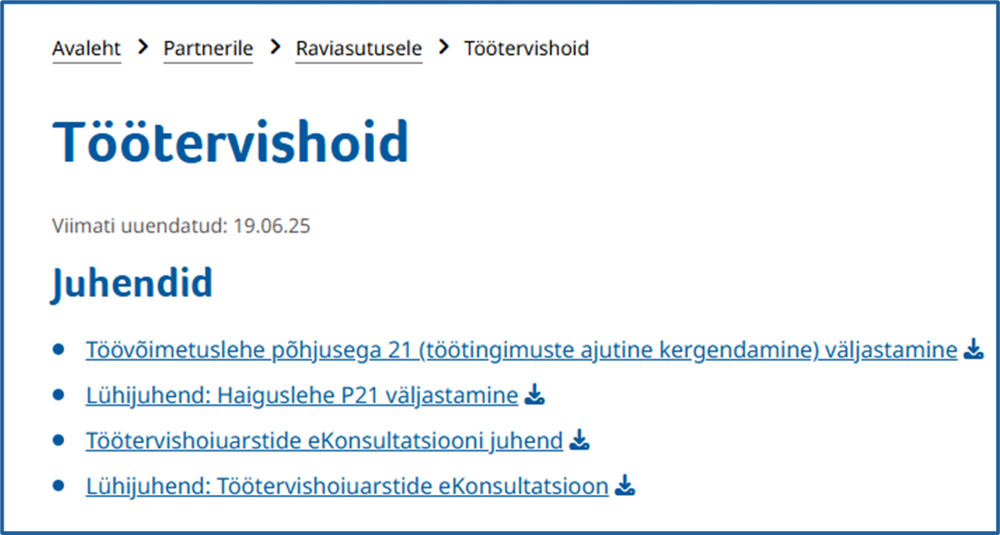 Avaleht > Partnerile > Raviasutusele > Töötervishoid
Töötervishoid
Viimati uuendatud: 19.06.25
Juhendid
Töövõimetuslehe põhjusega 21 (töötingimuste ajutine kergendamine) väljastamine
Lühijuhend: Haiguslehe P21 väljastamine
Töötervishoiuarstide eKonsultatsiooni juhend
Lühijuhend: Töötervishoiuarstide eKonsultatsioon